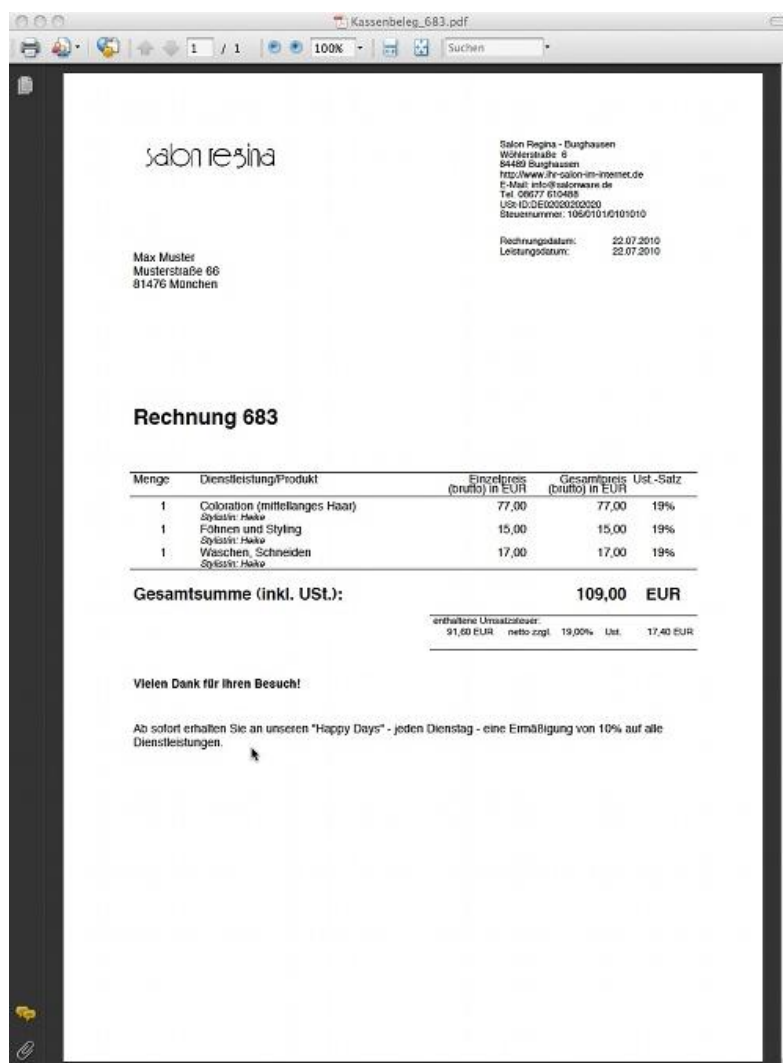 Kassenbeleg_683.pdf
1 / 1 100% Suchen
salon regina
Salon Regina - Burghausen
Wöhlerstraße 6
84489 Burghausen
http://www.ihr-salon-im-internet.de
E-Mail: info@salonware.de
Tel. 08677 610488
USt-ID:DE02020202020
Steuernummer: 106/0101/0101010
Rechnungsdatum: 22.07.2010
Leistungsdatum: 22.07.2010
Max Muster
Musterstraße 66
81476 München
Rechnung 683
Menge Dienstleistung/Produkt Einzelpreis (brutto) in EUR Gesamtpreis (brutto) in EUR Ust.-Satz
1 Coloration (mittellanges Haar) 77,00 77,00 19%
Stylistin: Heike
1 Föhnen und Styling 15,00 15,00 19%
Stylistin: Heike
1 Waschen, Schneiden 17,00 17,00 19%
Stylistin: Heike
Gesamtsumme (inkl. USt.): 109,00 EUR
enthaltene Umsatzsteuer:
91,60 EUR netto zzgl. 19,00% Ust. 17,40 EUR
Vielen Dank für Ihren Besuch!
Ab sofort erhalten Sie an unseren "Happy Days" - jeden Dienstag - eine Ermäßigung von 10% auf alle
Dienstleistungen.